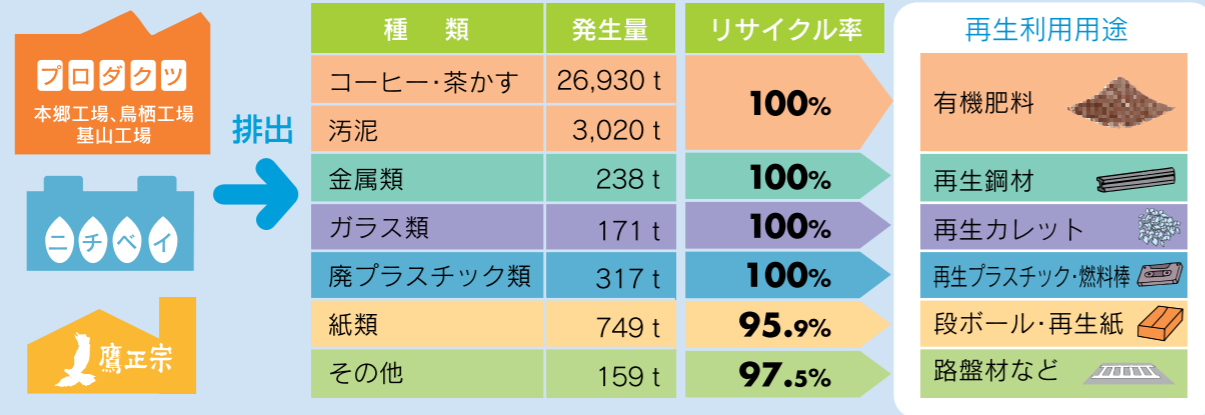 プロダクツ
本郷工場、鳥栖工場
基山工場
ニチベイ
鷹正宗
排出
種 類 発生量 リサイクル率 再生利用用途
コーヒー・茶かす 26,930 t 100% 有機肥料
汚泥 3,020 t
金属類 238 t 100% 再生鋼材
ガラス類 171 t 100% 再生カレット
廃プラスチック類 317 t 100% 再生プラスチック・燃料棒
紙類 749 t 95.9% 段ボール・再生紙
その他 159 t 97.5% 路盤材など